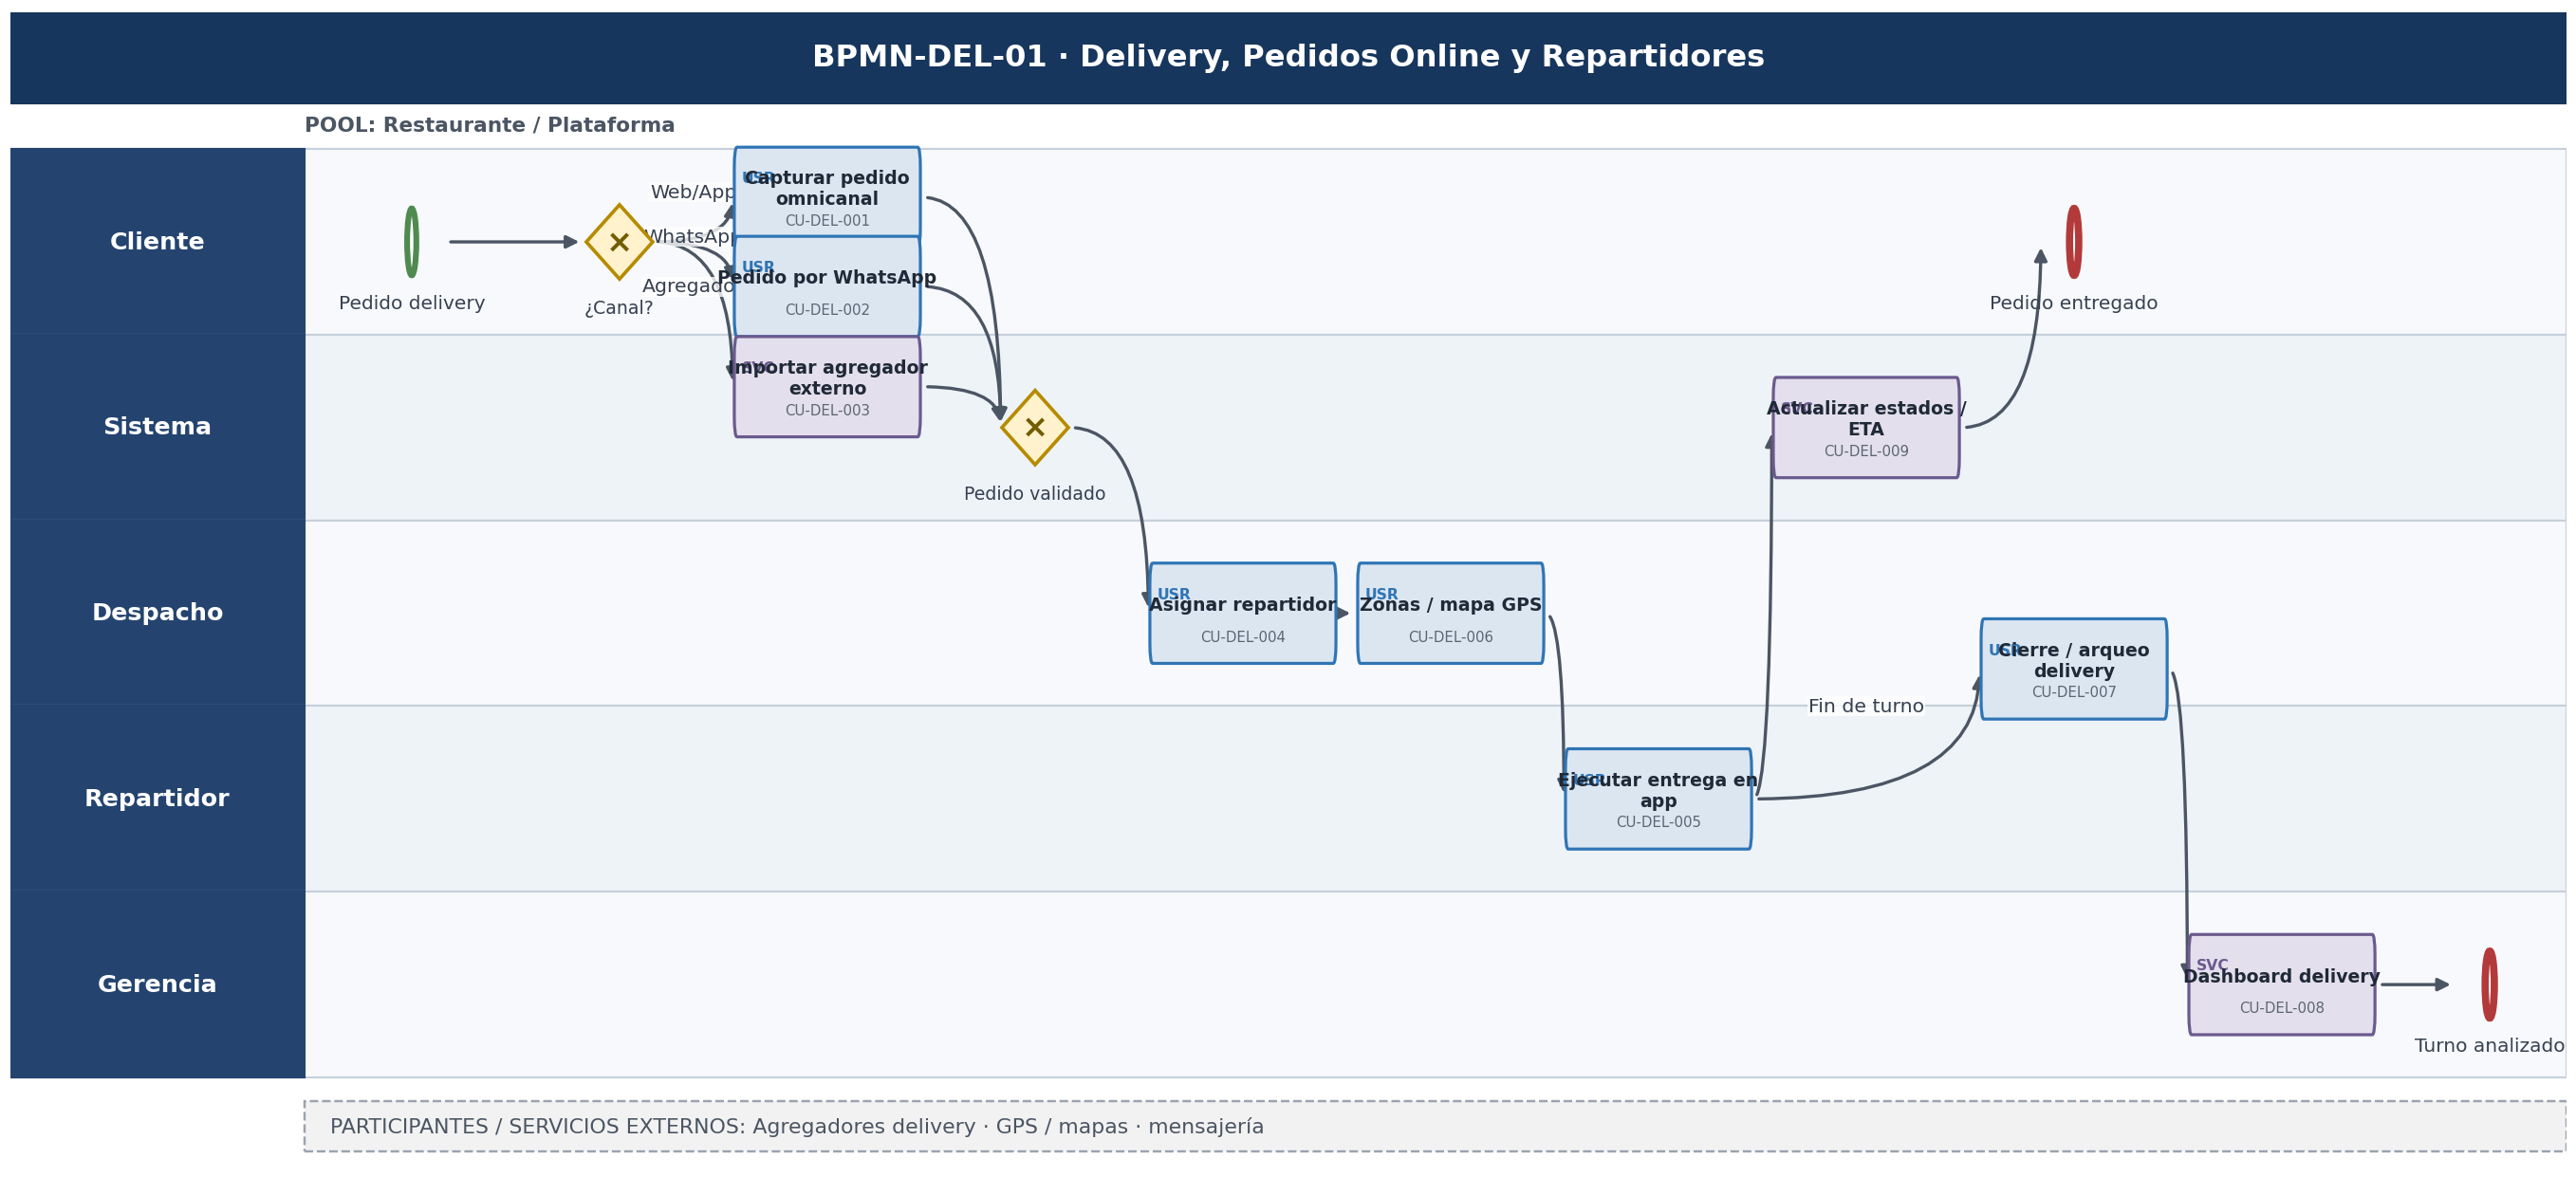 BPMN-DEL-01 · Delivery, Pedidos Online y Repartidores
POOL: Restaurante / Plataforma
Cliente
Pedido delivery
¿Canal?
Web/App
WhatsApp
Agregado
USR
Capturar pedido
omnicanal
CU-DEL-001
USR
Pedido por WhatsApp
CU-DEL-002
Pedido entregado
Sistema
SVC
Importar agregador
externo
CU-DEL-003
Pedido validado
SVC
Actualizar estados /
ETA
CU-DEL-009
Despacho
USR
Asignar repartidor
CU-DEL-004
USR
Zonas / mapa GPS
CU-DEL-006
USR
Cierre / arqueo
delivery
CU-DEL-007
Fin de turno
Repartidor
USR
Ejecutar entrega en
app
CU-DEL-005
Gerencia
SVC
Dashboard delivery
CU-DEL-008
Turno analizado
PARTICIPANTES / SERVICIOS EXTERNOS: Agregadores delivery · GPS / mapas · mensajería